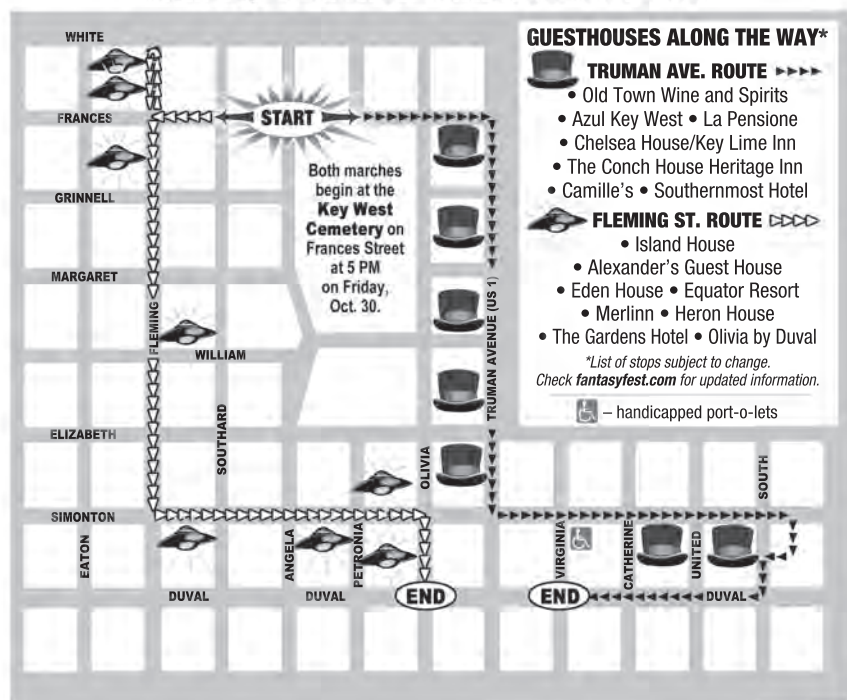 WHITE
FRANCES
GRINNELL
MARGARET
FLEMING
WILLIAM
SOUTHARD
ELIZABETH
SIMONTON
EATON
ANGELA
PETRONIA
OLIVIA
TRUMAN AVENUE (US 1)
VIRGINIA
CATHERINE
UNITED
SOUTH
DUVAL
DUVAL
DUVAL
START
Both marches
begin at the
Key West
Cemetery on
Frances Street
at 5 PM
on Friday,
Oct. 30.
END
END
GUESTHOUSES ALONG THE WAY*
TRUMAN AVE. ROUTE
• Old Town Wine and Spirits
• Azul Key West • La Pensione
• Chelsea House/Key Lime Inn
• The Conch House Heritage Inn
• Camille's • Southernmost Hotel
FLEMING ST. ROUTE
• Island House
• Alexander's Guest House
• Eden House • Equator Resort
• Merlinn • Heron House
• The Gardens Hotel • Olivia by Duval
*List of stops subject to change.
Check fantasyfest.com for updated information.
– handicapped port-o-lets